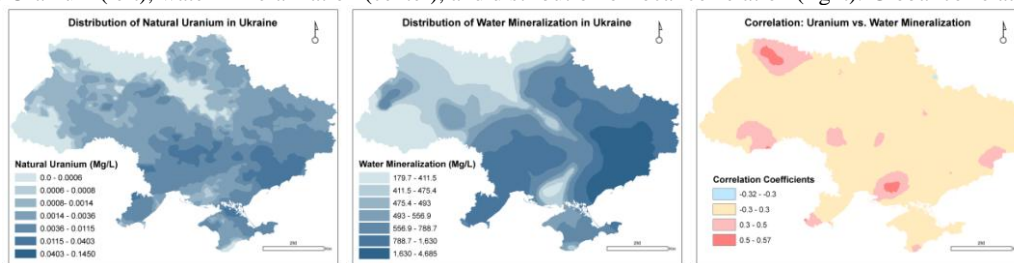 Distribution of Natural Uranium in Ukraine
Natural Uranium (Mg/L)
0.0 - 0.0006
0.0006 - 0.0008
0.0008- 0.0014
0.0014 - 0.0036
0.0036 - 0.0115
0.0115 - 0.0403
0.0403 - 0.1450
Distribution of Water Mineralization in Ukraine
Water Mineralization (Mg/L)
179.7 - 411.5
411.5 - 475.4
475.4 - 493
493 - 556.9
556.9 - 788.7
788.7 - 1,630
1,630 - 4,685
Correlation: Uranium vs. Water Mineralization
Correlation Coefficients
-0.32 - -0.3
-0.3 - 0.3
0.3 - 0.5
0.5 - 0.57